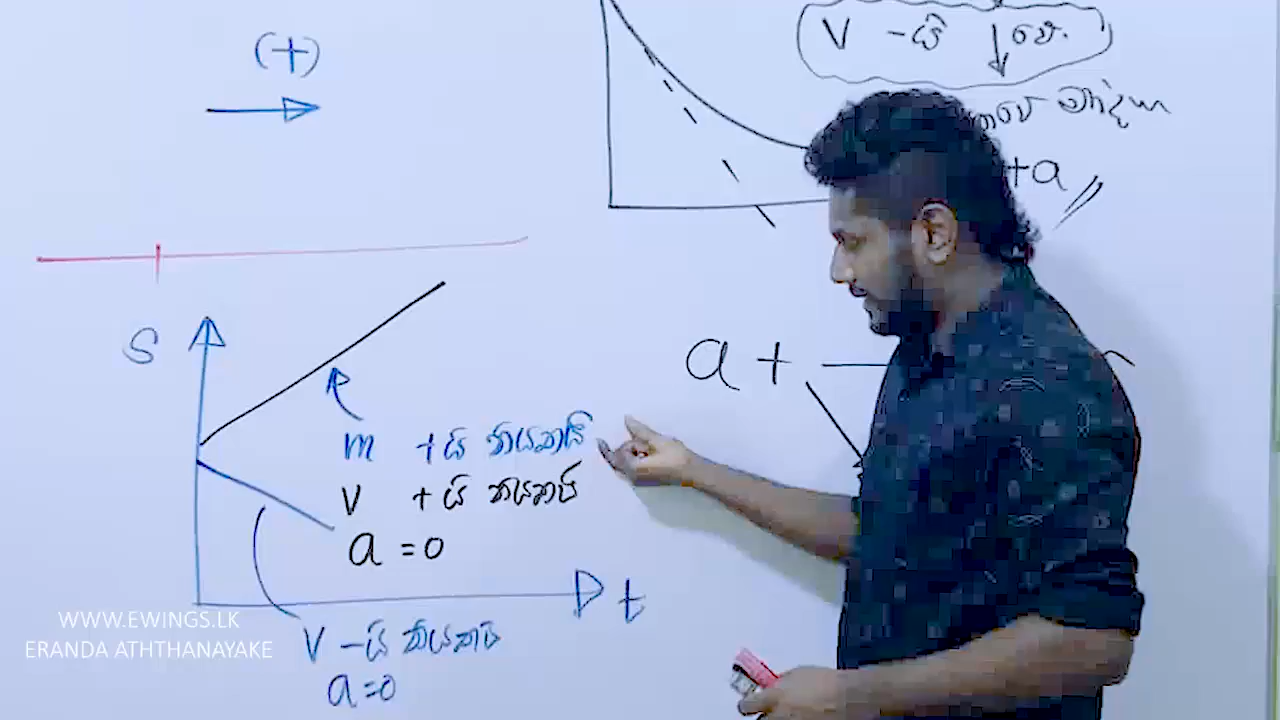 (+)
V -යි ↓වේ.
+a //
S
a +
m +යි නියතයි
V +යි නියතයි
a = 0
t
V -යි නියතයි
a = 0
WWW.EWINGS.LK
ERANDA ATHTHANAYAKE